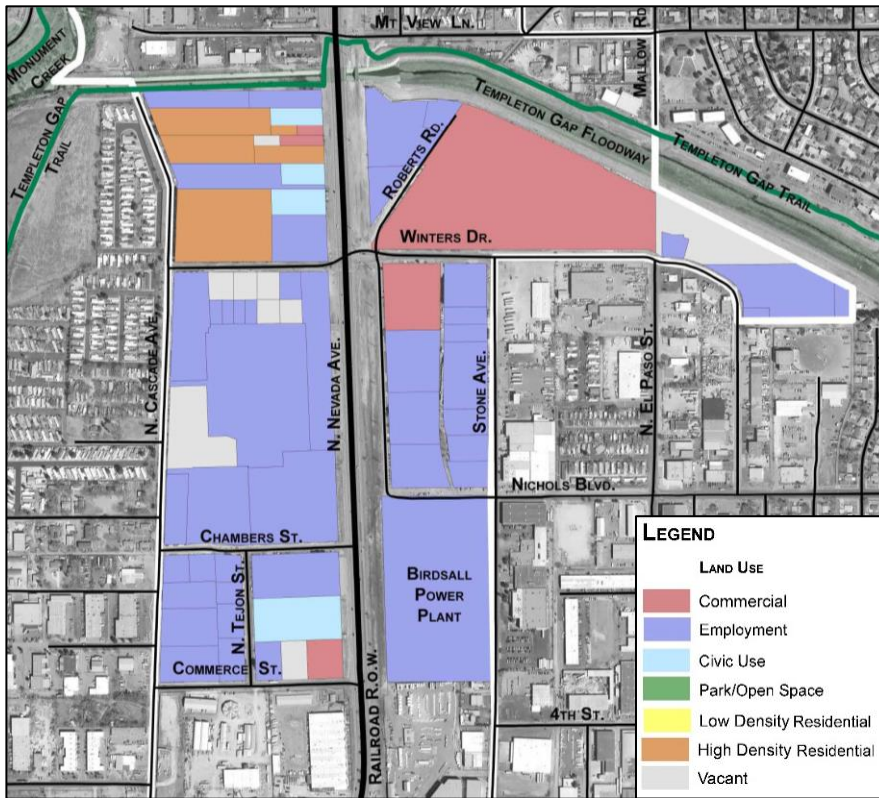 MT VIEW LN.
MALLOW RD.
MONUMENT
CREEK
TEMPLETON GAP
TRAIL
TEMPLETON GAP FLOODWAY
TEMPLETON GAP TRAIL
ROBERTS RD.
WINTERS DR.
N. CASCADE AVE.
N. NEVADA AVE.
STONE AVE.
N. EL PASO ST.
NICHOLS BLVD.
CHAMBERS ST.
N. TEJON ST.
COMMERCE ST.
BIRDSALL
POWER
PLANT
RAILROAD R.O.W.
4TH ST.
LEGEND
LAND USE
Commercial
Employment
Civic Use
Park/Open Space
Low Density Residential
High Density Residential
Vacant